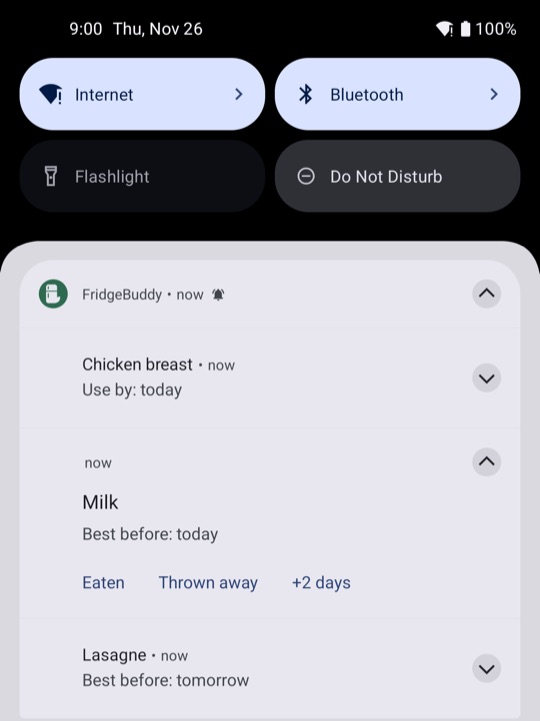 9:00 Thu, Nov 26 100%
Internet Bluetooth
Flashlight Do Not Disturb
FridgeBuddy • now
Chicken breast • now
Use by: today
now
Milk
Best before: today
Eaten Thrown away +2 days
Lasagne • now
Best before: tomorrow